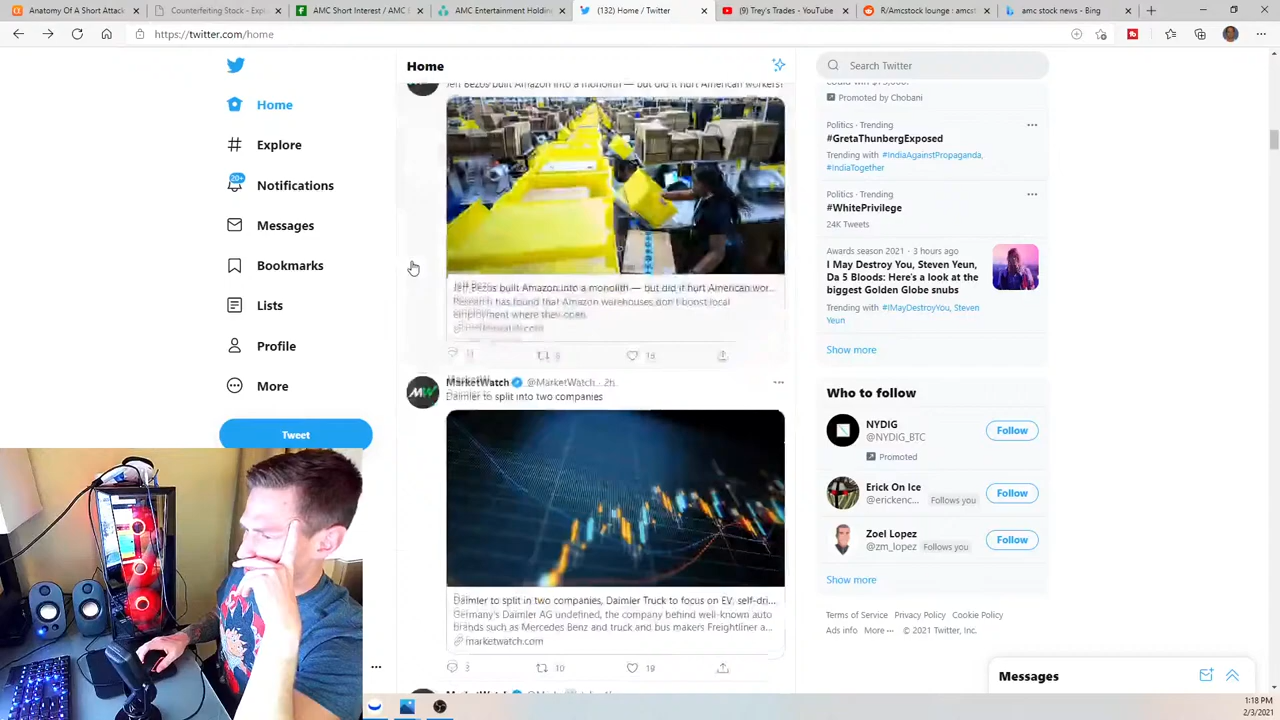 Anatomy Of A Short Attack
Counterfeiting Stock - Expl
AMC Short Interest / AMC
AMC Entertainment Holding
(132) Home / Twitter
(9) Trey's Trades - YouTube
R/Amcstock lounge : amcst
amc stock news - Bing
https://twitter.com/home
Home
Search Twitter
Home
Explore
20+
Notifications
Messages
Bookmarks
Lists
Profile
More
Tweet
Jeff Bezos built Amazon into a monolith — but did it hurt American workers?
Jeff Bezos built Amazon into a monolith — but did it hurt American wor...
Research has found that Amazon warehouses don't boost local
employment where they open.
marketwatch.com
11
8
16
MarketWatch @MarketWatch · 2h
Daimler to split into two companies
Daimler to split in two companies, Daimler Truck to focus on EV, self-dri...
Germany's Daimler AG undefined, the company behind well-known auto
brands such as Mercedes Benz and truck and bus makers Freightliner a...
marketwatch.com
3
10
19
Promoted by Chobani
Politics · Trending
#GretaThunbergExposed
Trending with #IndiaAgainstPropaganda,
#IndiaTogether
Politics · Trending
#WhitePrivilege
24K Tweets
Awards season 2021 · 3 hours ago
I May Destroy You, Steven Yeun,
Da 5 Bloods: Here's a look at the
biggest Golden Globe snubs
Trending with #IMayDestroyYou, Steven
Yeun
Show more
Who to follow
NYDIG
@NYDIG_BTC
Follow
Promoted
Erick On Ice
@erickenc... Follows you
Follow
Zoel Lopez
@zm_lopez Follows you
Follow
Show more
Terms of Service Privacy Policy Cookie Policy
Ads info More ··· © 2021 Twitter, Inc.
Messages
1:18 PM
2/3/2021